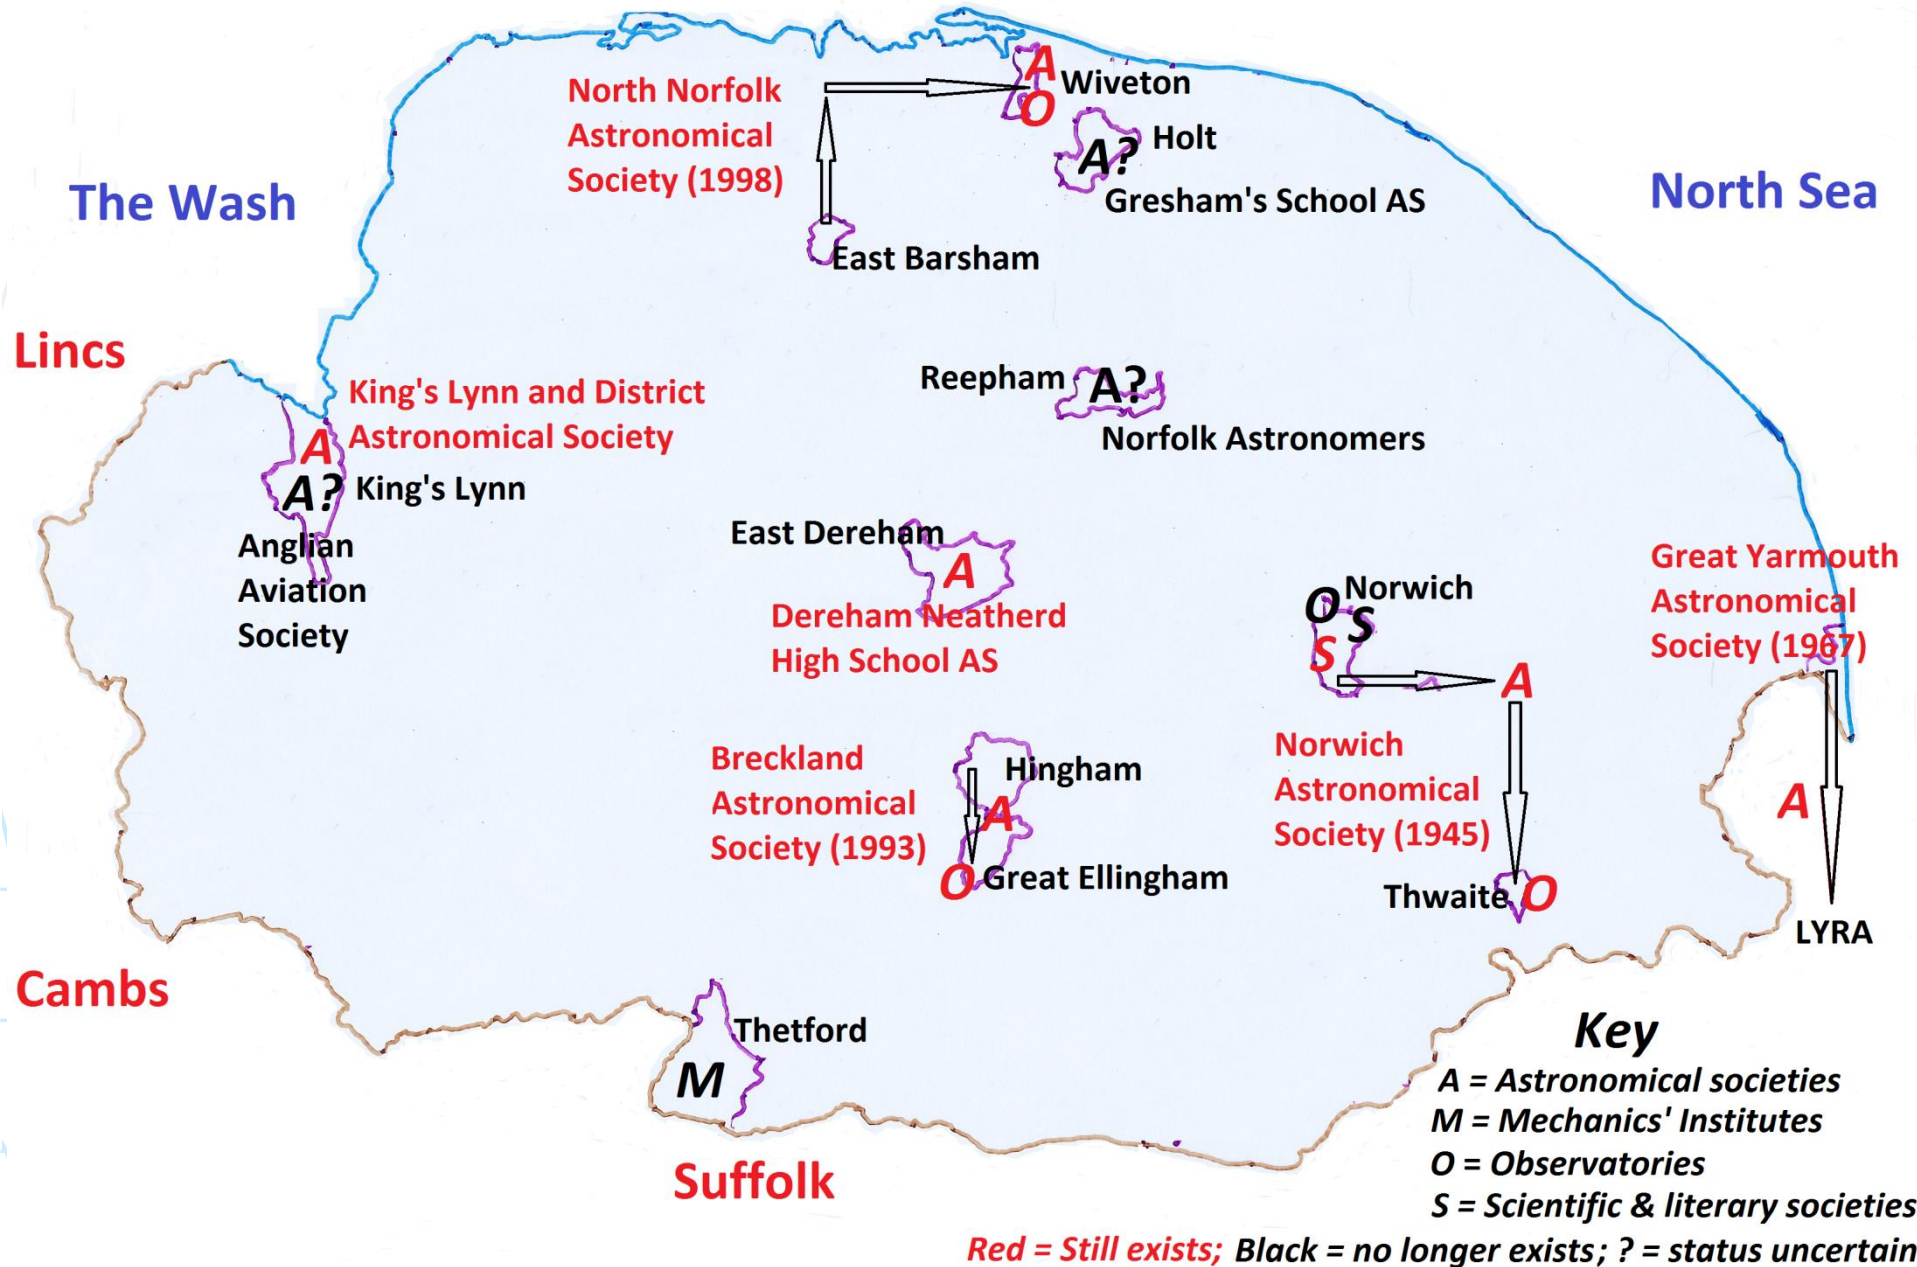 North Norfolk
Astronomical
Society (1998)
A
O
Wiveton
A?
Holt
Gresham's School AS
The Wash
North Sea
East Barsham
Lincs
King's Lynn and District
Astronomical Society
A
A?
King's Lynn
Anglian
Aviation
Society
Reepham
A?
Norfolk Astronomers
East Dereham
A
Dereham Neatherd
High School AS
O
Norwich
S
S
A
Norwich
Astronomical
Society (1945)
Great Yarmouth
Astronomical
Society (1967)
A
LYRA
Breckland
Astronomical
Society (1993)
Hingham
A
O
Great Ellingham
Thwaite
O
Cambs
Thetford
M
Suffolk
Key
A = Astronomical societies
M = Mechanics' Institutes
O = Observatories
S = Scientific & literary societies
Red = Still exists; Black = no longer exists; ? = status uncertain